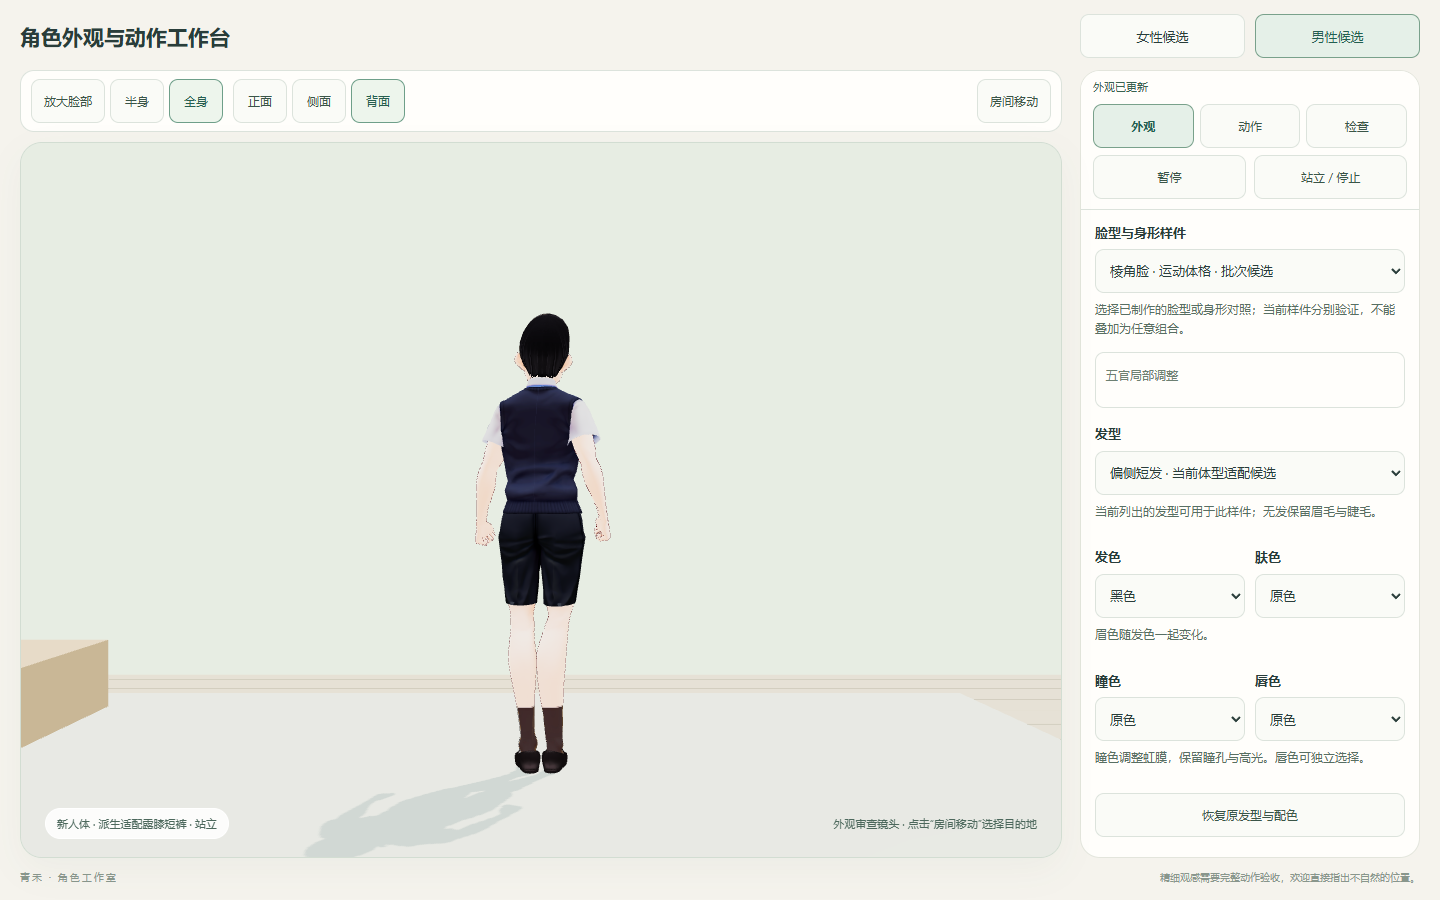 角色外观与动作工作台
女性候选
男性候选
放大脸部
半身
全身
正面
侧面
背面
房间移动
外观已更新
外观
动作
检查
暂停
站立 / 停止
脸型与身形样件
棱角脸 · 运动体格 · 批次候选
选择已制作的脸型或身形对照；当前样件分别验证，不能
叠加为任意组合。
五官局部调整
发型
偏侧短发 · 当前体型适配候选
当前列出的发型可用于此样件；无发保留眉毛与睫毛。
发色
肤色
黑色
原色
眉色随发色一起变化。
瞳色
唇色
原色
原色
瞳色调整虹膜，保留瞳孔与高光。唇色可独立选择。
恢复原发型与配色
新人体 · 派生适配露膝短裤 · 站立
外观审查镜头 · 点击“房间移动”选择目的地
青禾 · 角色工作室
精细观感需要完整动作验收，欢迎直接指出不自然的位置。